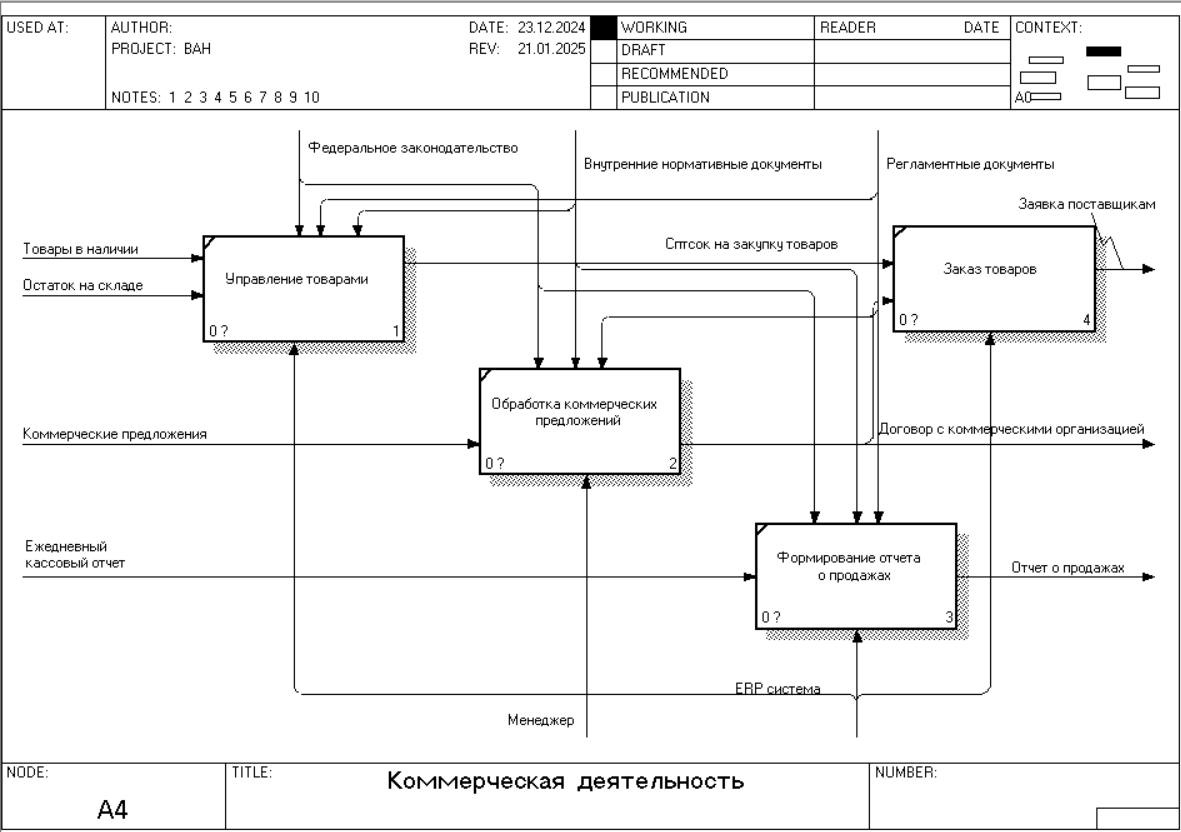 USED AT:
AUTHOR:
DATE: 23.12.2024
WORKING
READER
DATE
CONTEXT:
PROJECT: ВАН
REV: 21.01.2025
DRAFT
RECOMMENDED
NOTES: 1 2 3 4 5 6 7 8 9 10
PUBLICATION
A0
Федеральное законодательство
Внутренние нормативные документы
Регламентные документы
Заявка поставщикам
Товары в наличии
Сптсок на закупку товаров
Управление товарами
Заказ товаров
Остаток на складе
0 ?
1
0 ?
4
Обработка коммерческих
предложений
Коммерческие предложения
Договор с коммерческими организацией
0 ?
2
Ежедневный
кассовый отчет
Формирование отчета
о продажах
Отчет о продажах
0 ?
3
ERP система
Менеджер
NODE:
TITLE:
NUMBER:
Коммерческая деятельность
A4